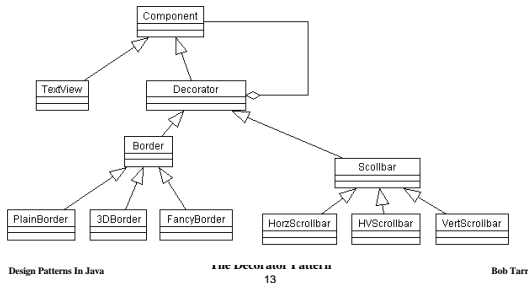 Component
TextView
Decorator
Border
Scollbar
PlainBorder
3DBorder
FancyBorder
HorzScrollbar
HVScrollbar
VertScrollbar
Design Patterns In Java
The Decorator Pattern
13
Bob Tarr